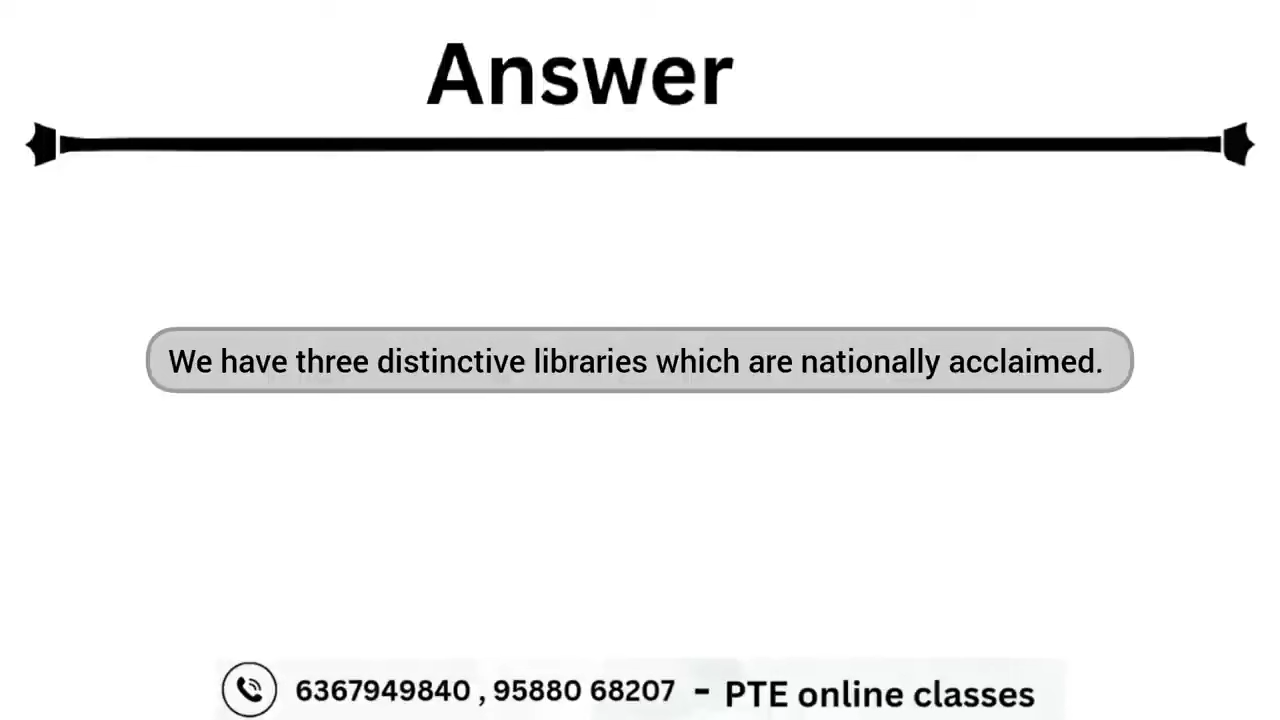 Answer
We have three distinctive libraries which are nationally acclaimed.
6367949840 , 95880 68207 - PTE online classes